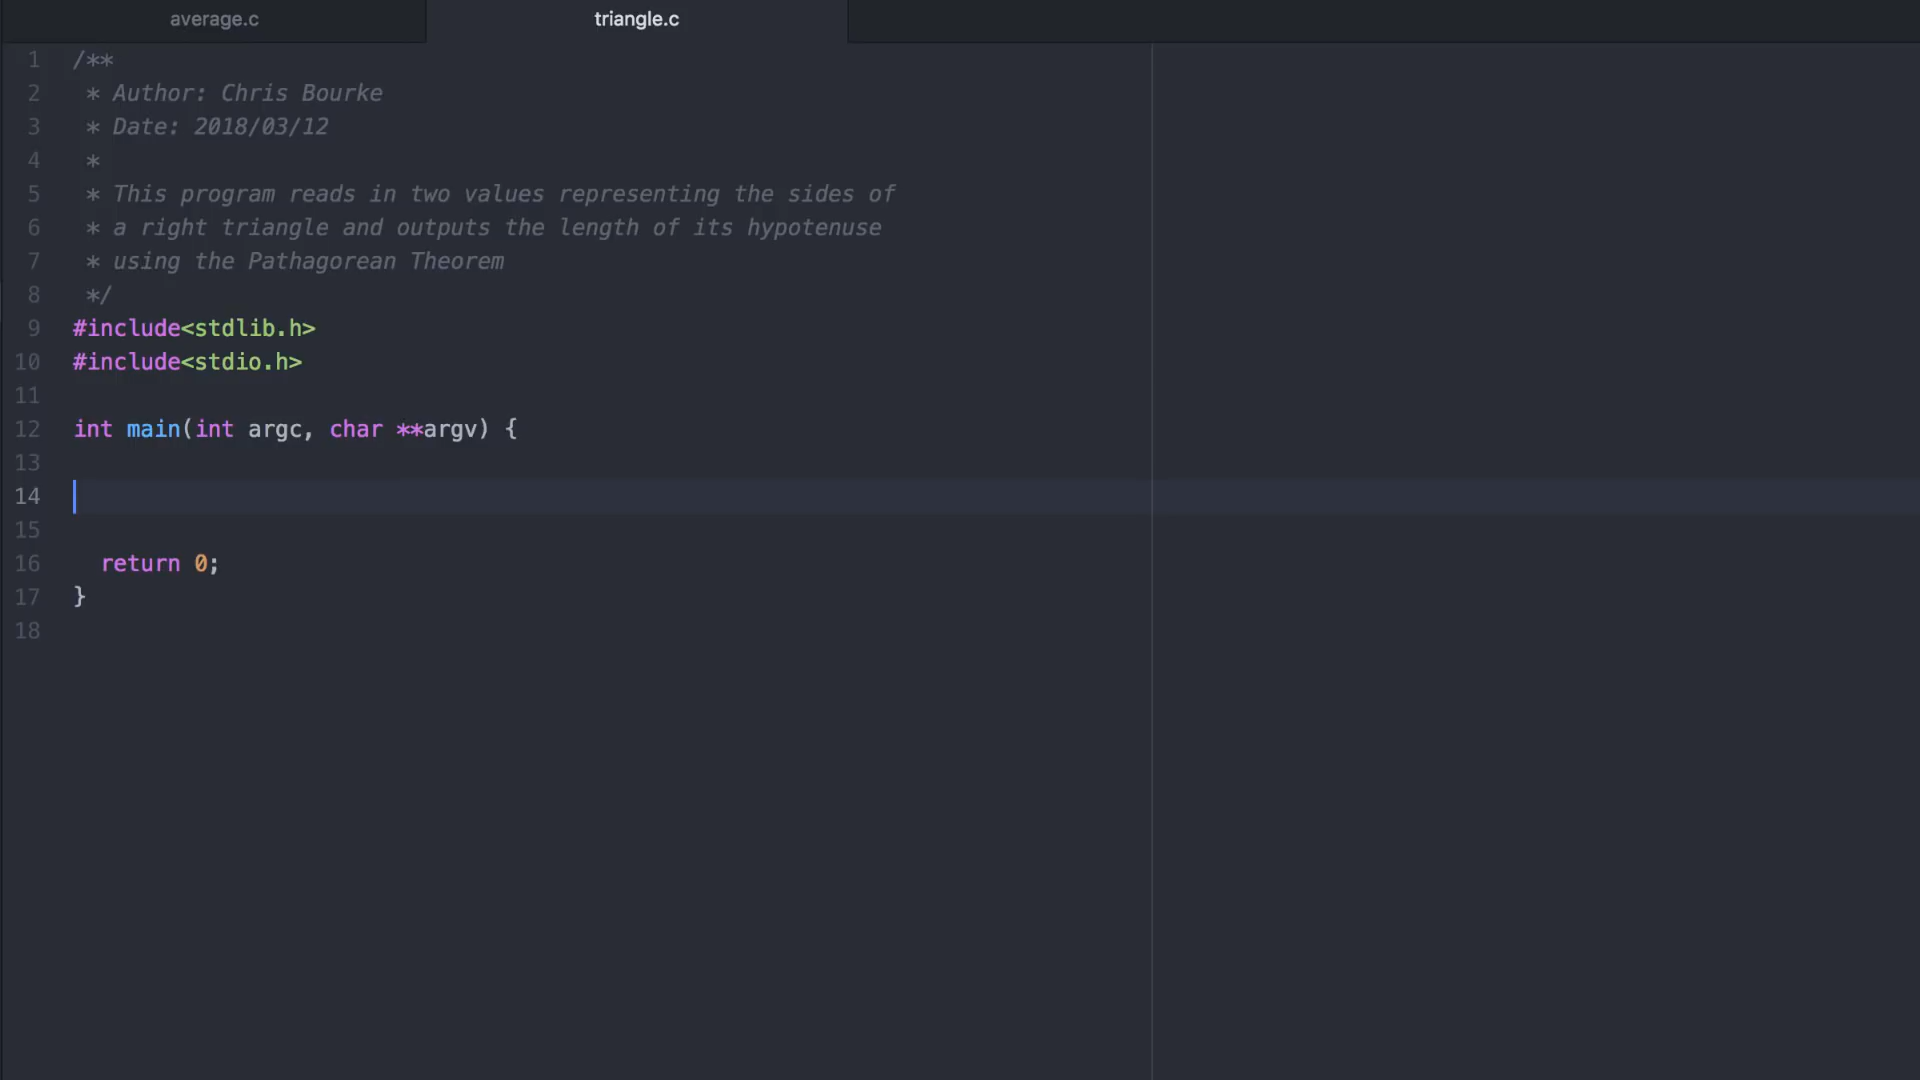 average.c
triangle.c
1 /**
2 * Author: Chris Bourke
3 * Date: 2018/03/12
4 *
5 * This program reads in two values representing the sides of
6 * a right triangle and outputs the length of its hypotenuse
7 * using the Pathagorean Theorem
8 */
9 #include<stdlib.h>
10 #include<stdio.h>
11
12 int main(int argc, char **argv) {
13
14
15
16 return 0;
17 }
18